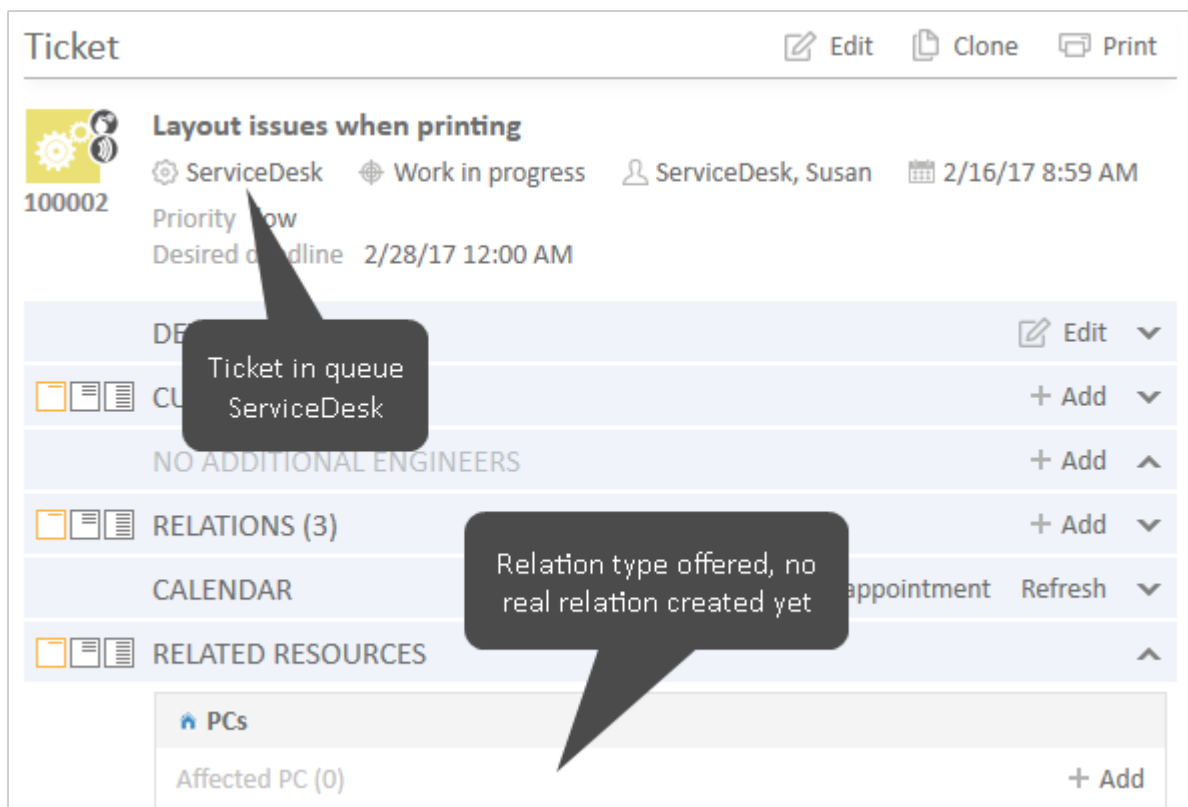 Ticket Edit Clone Print
Layout issues when printing
ServiceDesk Work in progress ServiceDesk, Susan 2/16/17 8:59 AM
100002
Priority low
Desired deadline 2/28/17 12:00 AM
Edit
Ticket in queue
ServiceDesk
+ Add
NO ADDITIONAL ENGINEERS + Add
RELATIONS (3) + Add
Relation type offered, no
real relation created yet
CALENDAR appointment Refresh
RELATED RESOURCES
PCs
Affected PC (0) + Add